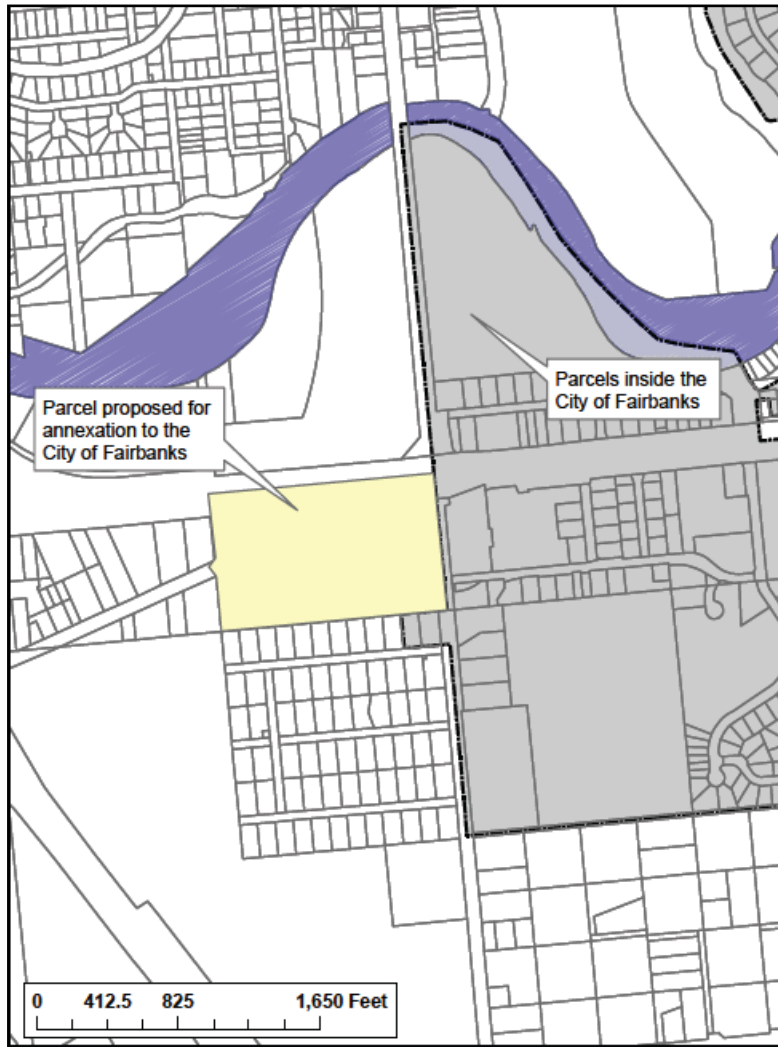 Parcels inside the
City of Fairbanks
Parcel proposed for
annexation to the
City of Fairbanks
0 412.5 825 1,650 Feet